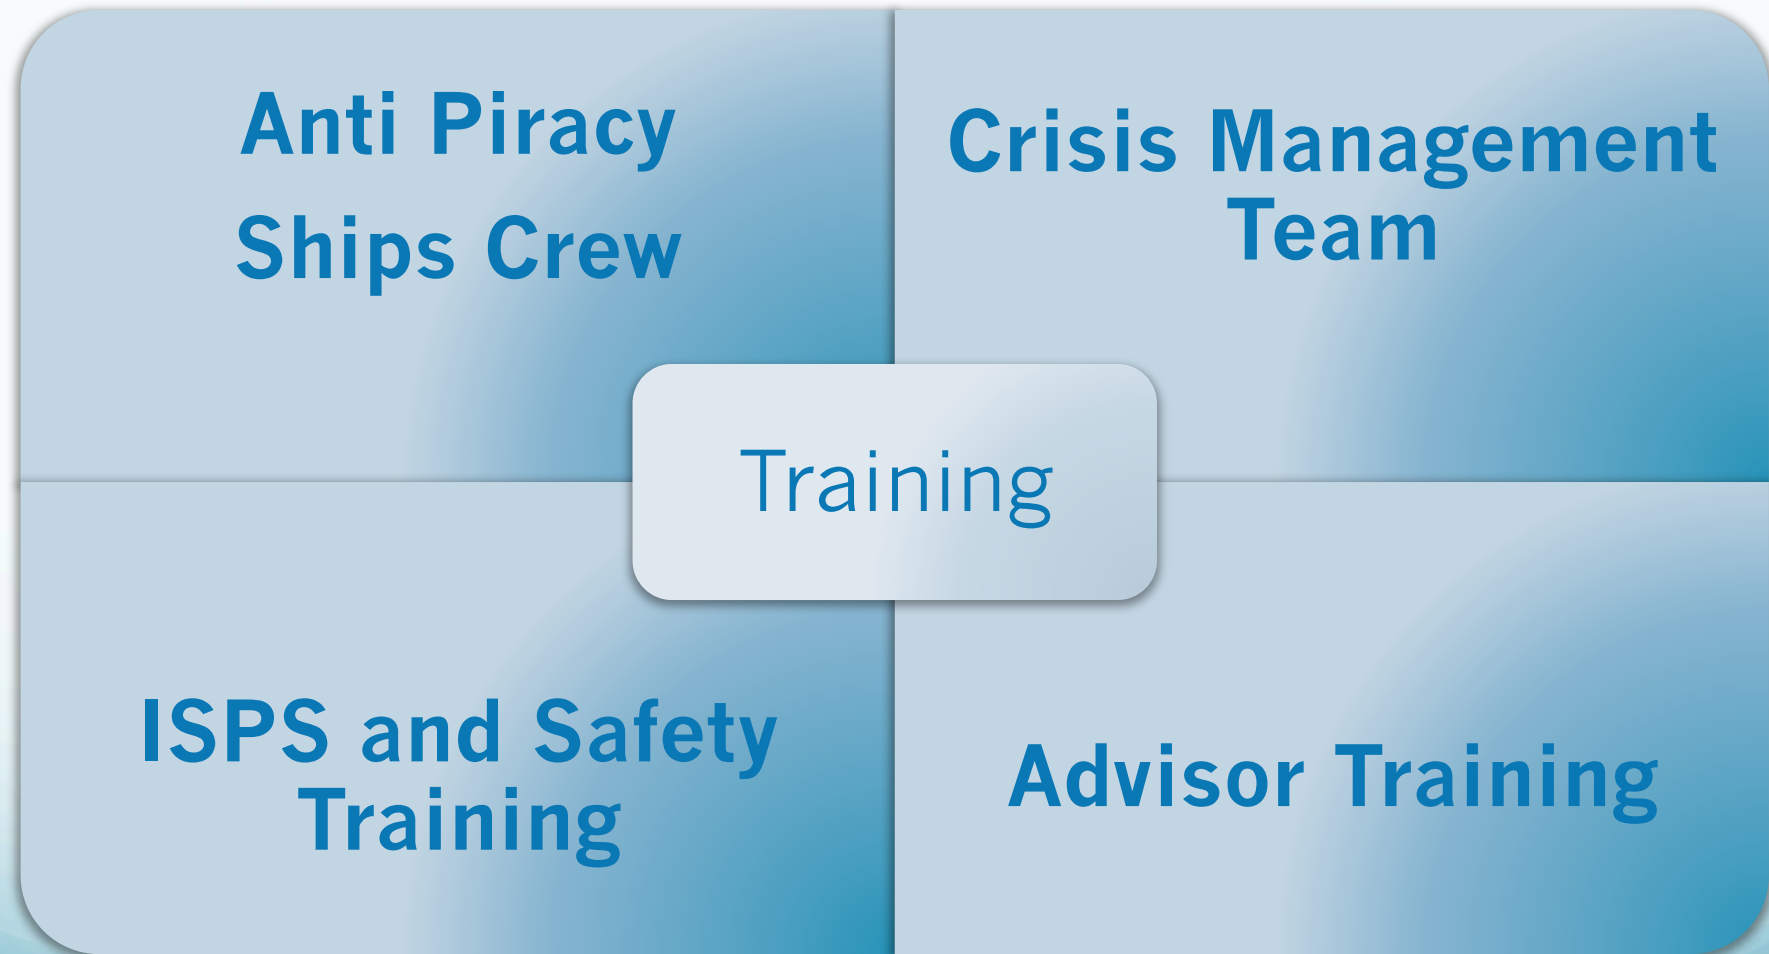 Anti Piracy
Ships Crew
Crisis Management
Team
Training
ISPS and Safety
Training
Advisor Training